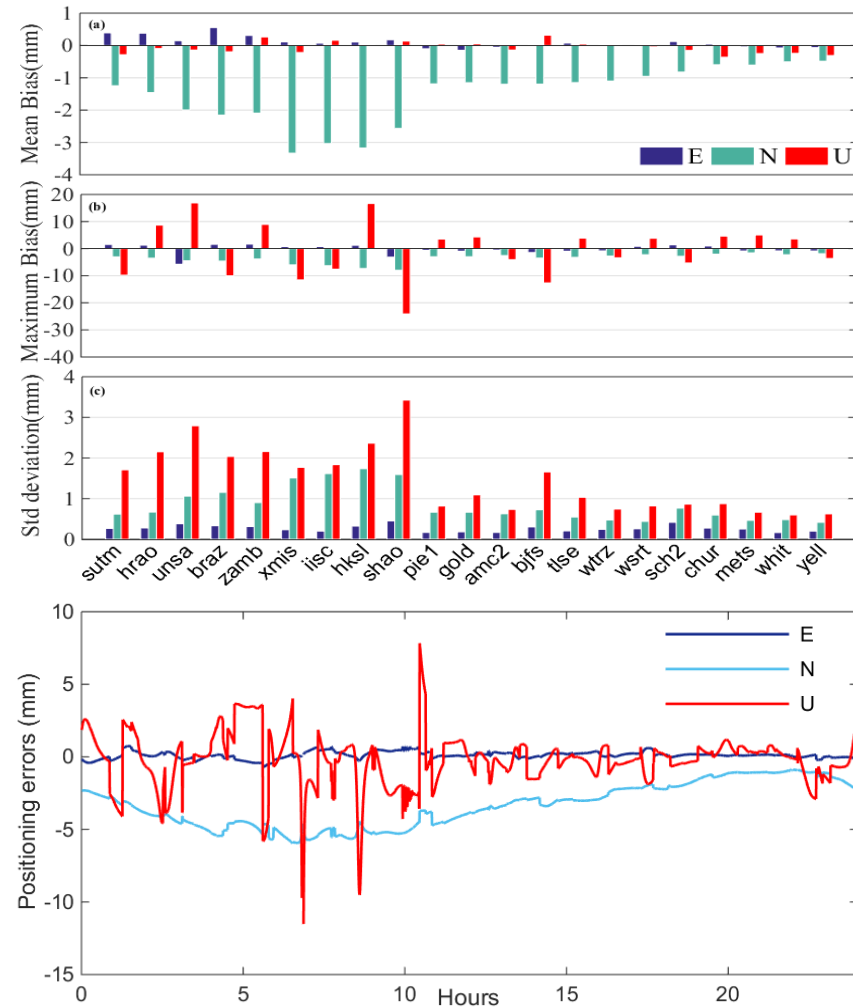 (a)
Mean Bias(mm)
1
0
-1
-2
-3
-4
E N U
(b)
Maximum Bias(mm)
20
10
0
-10
-20
-30
-40
(c)
Std deviation(mm)
4
3
2
1
0
sutm hrao unsa braz zamb xmis iisc hksl shao pie1 gold amc2 bjfs tlse wtrz wsrt sch2 chur mets whit yell
Positioning errors (mm)
10
5
0
-5
-10
-15
E
N
U
0 5 10 15 20
Hours